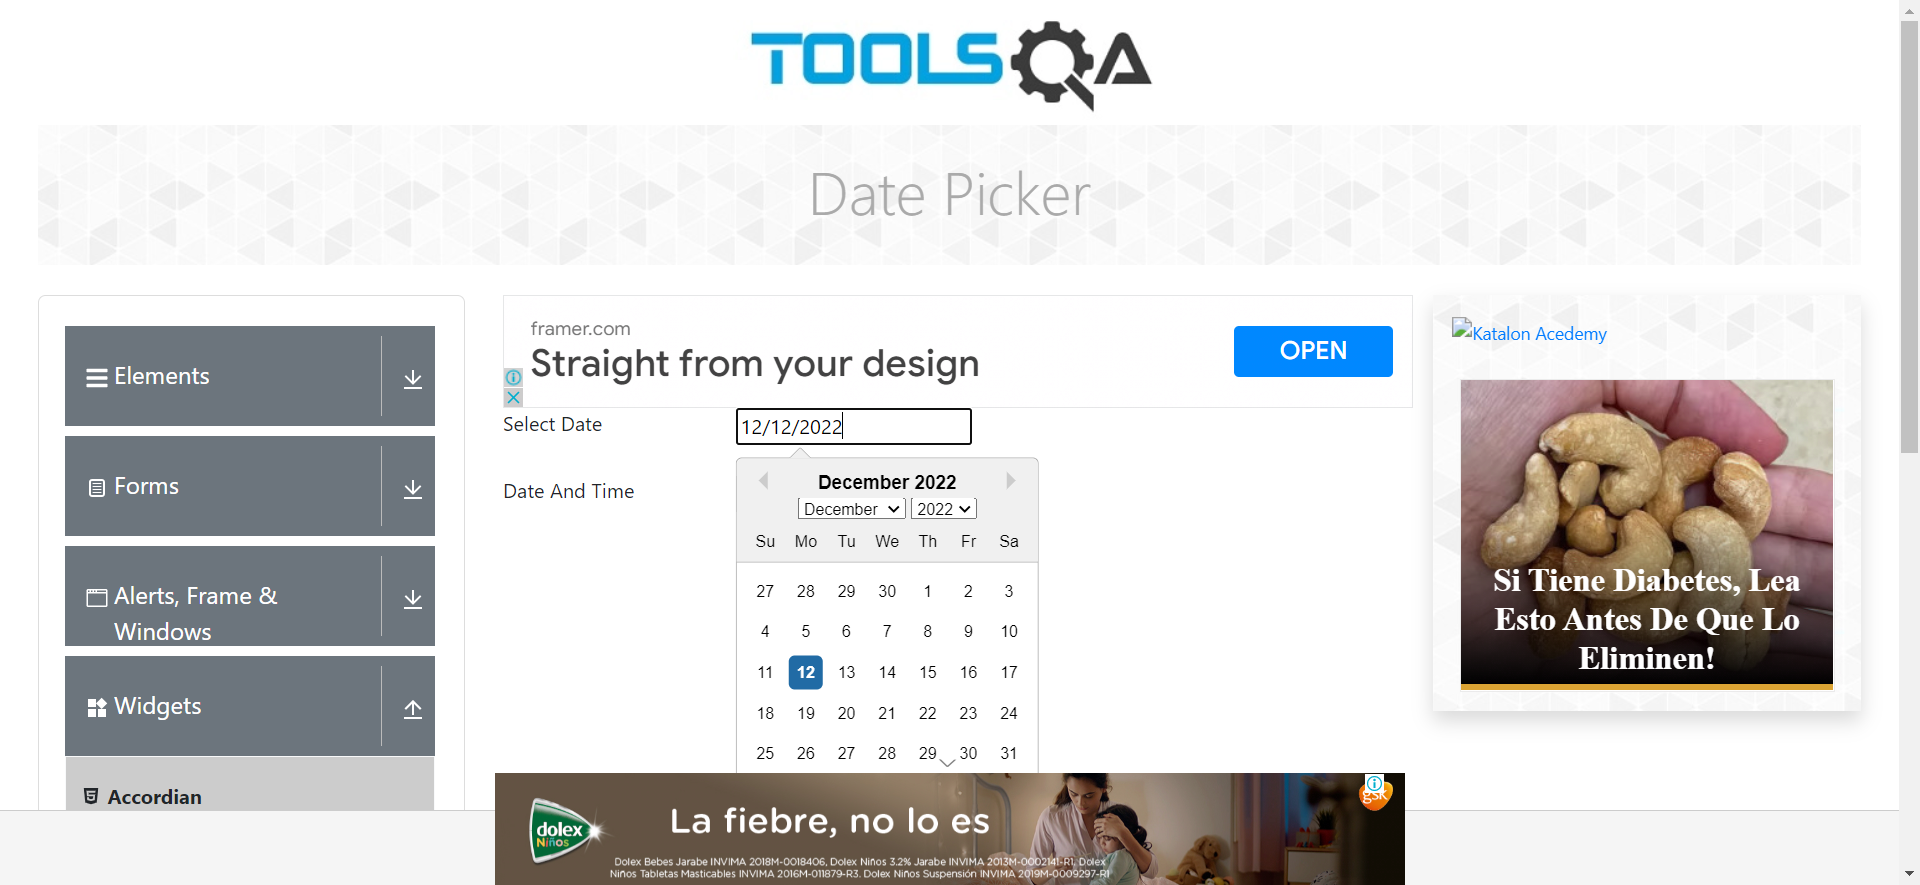 TOOLSQA
Date Picker
Elements
Forms
Alerts, Frame &
Windows
Widgets
Accordian
framer.com
Straight from your design
OPEN
Select Date
12/12/2022
Date And Time
December 2022
December 2022
Su Mo Tu We Th Fr Sa
27 28 29 30 1 2 3
4 5 6 7 8 9 10
11 12 13 14 15 16 17
18 19 20 21 22 23 24
25 26 27 28 29 30 31
Katalon Acedemy
Si Tiene Diabetes, Lea
Esto Antes De Que Lo
Eliminen!
dolex
Niños
La fiebre, no lo es
gsk
Dolex Bebes Jarabe INVIMA 2018M-0018406, Dolex Niños 3.2% Jarabe INVIMA 2013M-0002141-R1. Dolex
Niños Tabletas Masticables INVIMA 2016M-011879-R3. Dolex Niños Suspensión INVIMA 2019M-0009297-R1